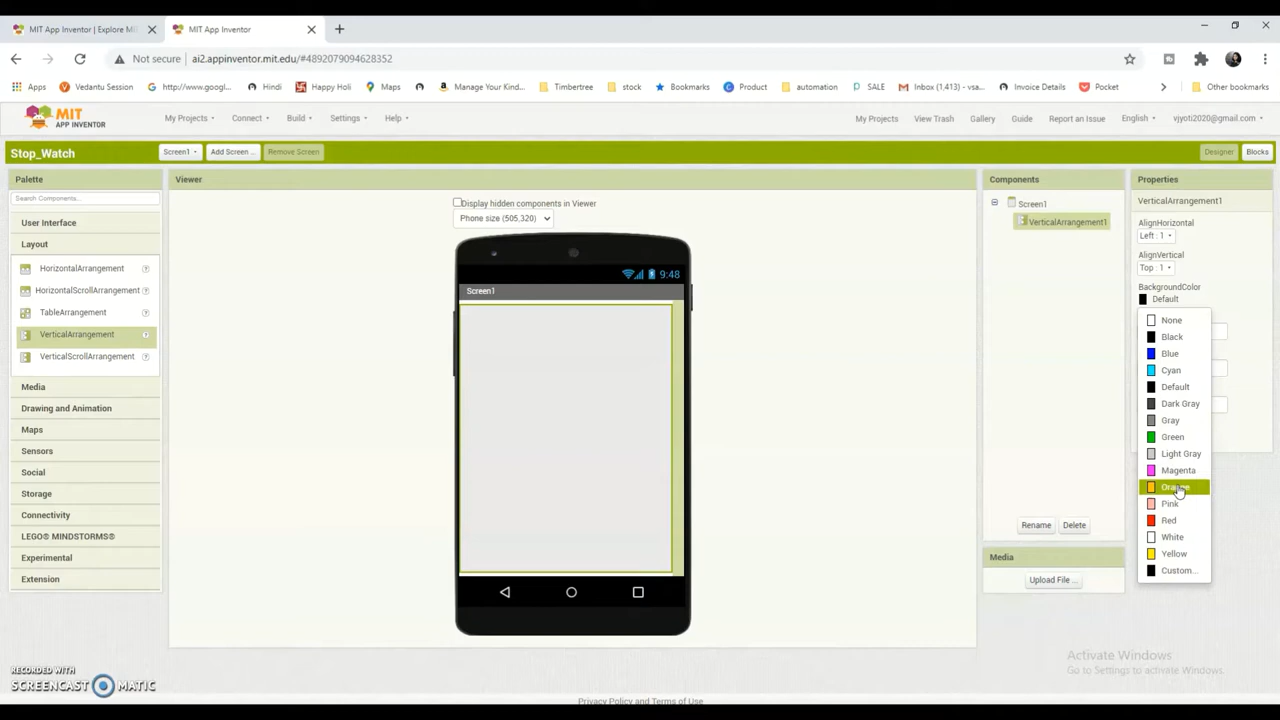 MIT App Inventor | Explore MI
MIT App Inventor
Not secure ai2.appinventor.mit.edu/#4892079094628352
Apps Vedantu Session http://www.googl... Hindi Happy Holi Maps Manage Your Kind... Timbertree stock Bookmarks Product automation SALE Inbox (1,413) - vsa... Invoice Details Pocket Other bookmarks
MIT
APP INVENTOR
My Projects Connect Build Settings Help My Projects View Trash Gallery Guide Report an Issue English vjyoti2020@gmail.com
Stop_Watch Screen1 Add Screen ... Remove Screen Designer Blocks
Palette
Search Components...
User Interface
Layout
HorizontalArrangement
HorizontalScrollArrangement
TableArrangement
VerticalArrangement
VerticalScrollArrangement
Media
Drawing and Animation
Maps
Sensors
Social
Storage
Connectivity
LEGO® MINDSTORMS®
Experimental
Extension
Viewer
Display hidden components in Viewer
Phone size (505,320)
9:48
Screen1
Components
Screen1
VerticalArrangement1
Rename Delete
Media
Upload File ...
Properties
VerticalArrangement1
AlignHorizontal
Left : 1
AlignVertical
Top : 1
BackgroundColor
Default
None
Black
Blue
Cyan
Default
Dark Gray
Gray
Green
Light Gray
Magenta
Orange
Pink
Red
White
Yellow
Custom...
Activate Windows
Go to Settings to activate Windows.
RECORDED WITH
SCREENCAST MATIC
Privacy Policy and Terms of Use